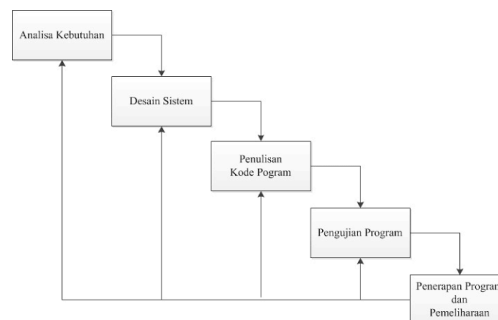 Analisa Kebutuhan
Desain Sistem
Penulisan
Kode Pogram
Pengujian Program
Penerapan Program
dan
Pemeliharaan